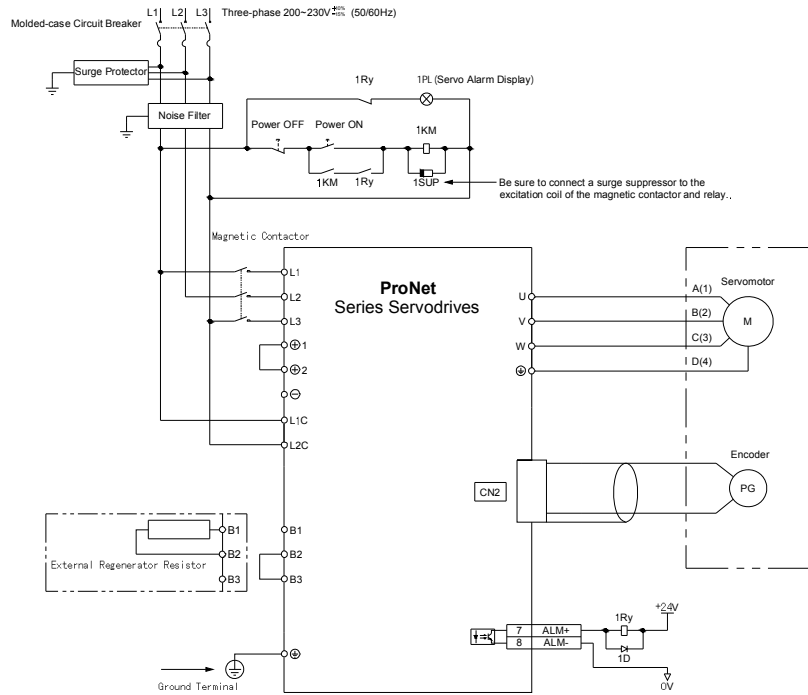 L1 L2 L3 Three-phase 200~230V +10% -15% (50/60Hz)
Molded-case Circuit Breaker
Surge Protector
Noise Filter
1Ry
1PL (Servo Alarm Display)
Power OFF
Power ON
1KM
1KM
1Ry
1SUP
Be sure to connect a surge suppressor to the
excitation coil of the magnetic contactor and relay..
Magnetic Contactor
ProNet
Series Servodrives
L1
L2
L3
1
2
L1C
L2C
B1
B2
B3
U
V
W
A(1)
B(2)
C(3)
D(4)
Servomotor
M
CN2
Encoder
PG
B1
B2
B3
External Regenerator Resistor
7 ALM+
8 ALM-
1Ry
+24V
1D
0V
Ground Terminal